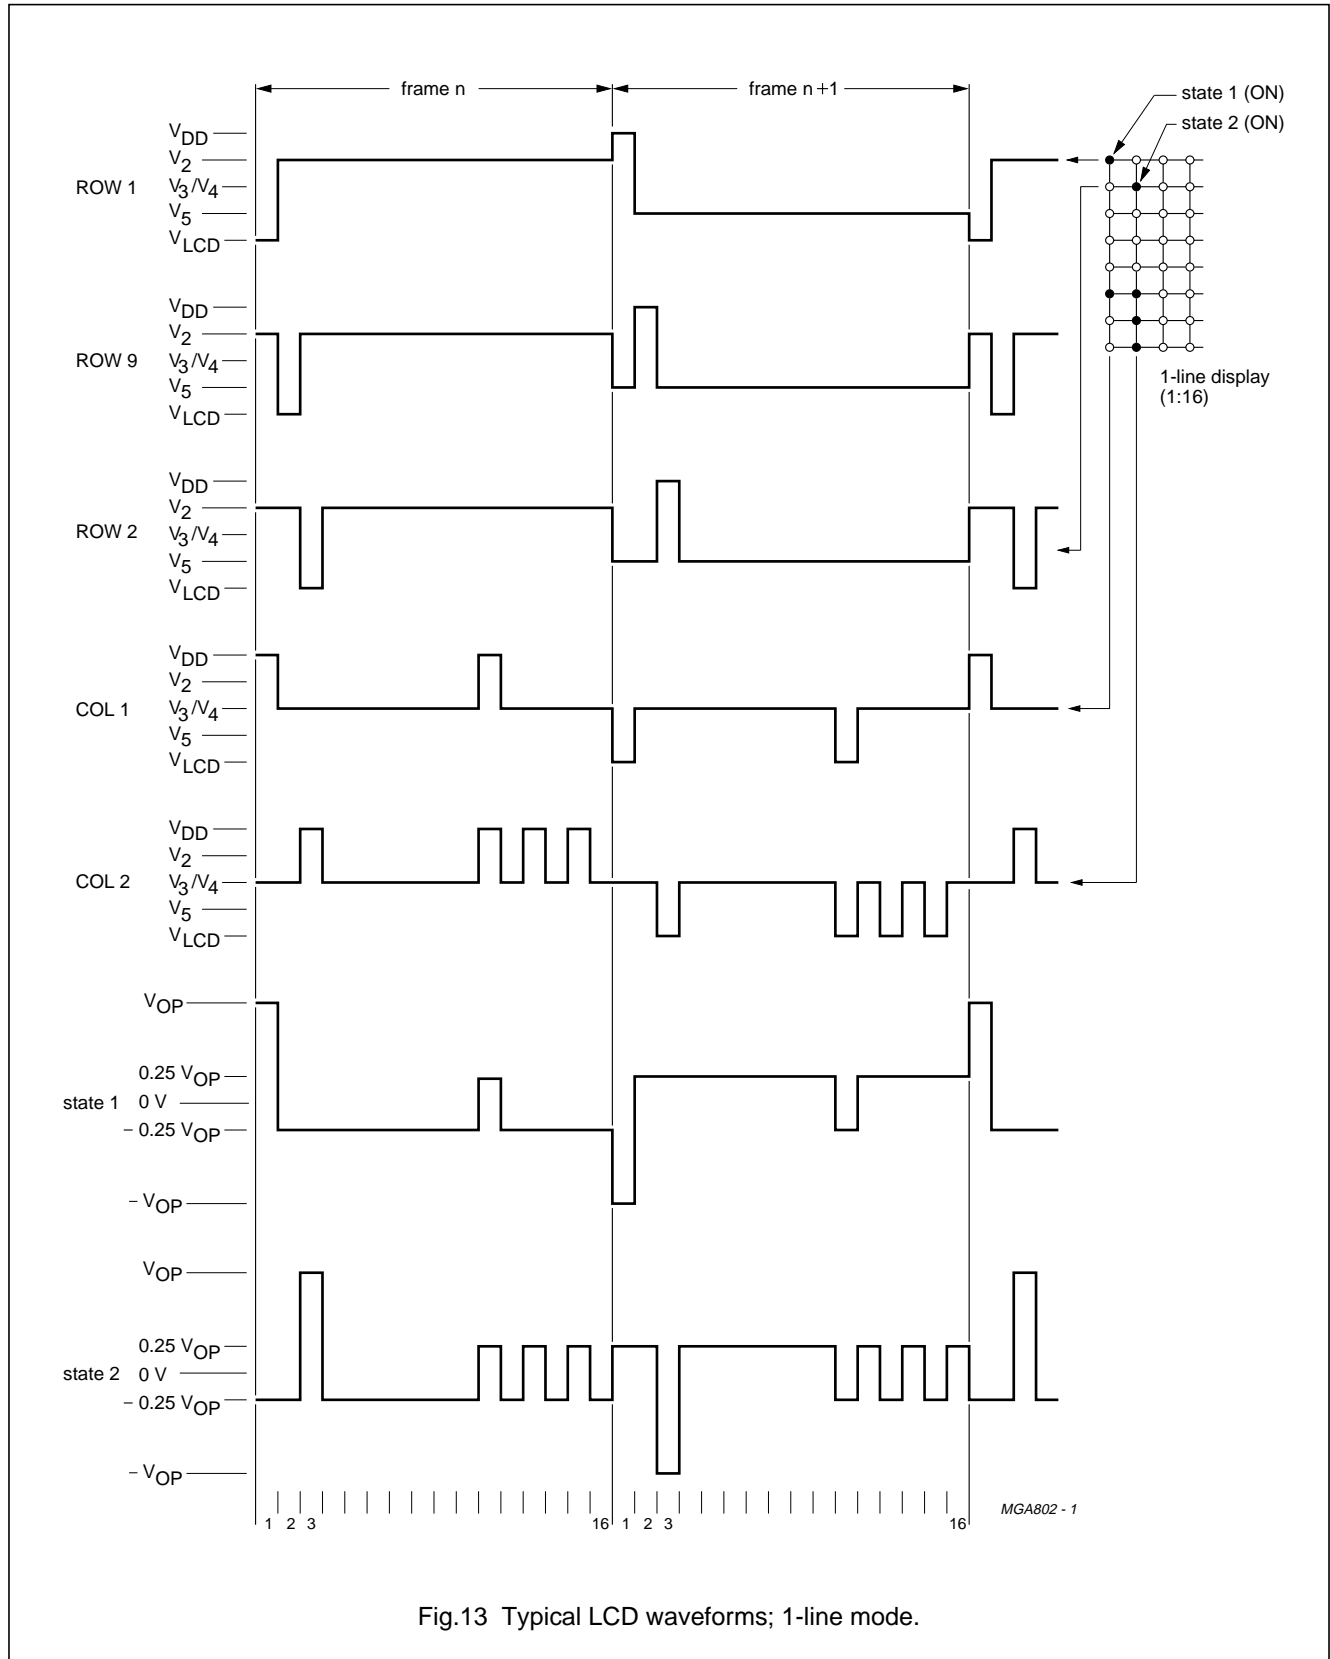 frame n
frame n+1
state 1 (ON)
state 2 (ON)
ROW 1
VDD
V2
V3/V4
V5
VLCD
ROW 9
VDD
V2
V3/V4
V5
VLCD
1-line display
(1:16)
ROW 2
VDD
V2
V3/V4
V5
VLCD
COL 1
VDD
V2
V3/V4
V5
VLCD
COL 2
VDD
V2
V3/V4
V5
VLCD
state 1
VOP
0.25 VOP
0 V
− 0.25 VOP
− VOP
state 2
VOP
0.25 VOP
0 V
− 0.25 VOP
− VOP
1 2 3 16 1 2 3 16
MGA802 - 1
Fig.13 Typical LCD waveforms; 1-line mode.